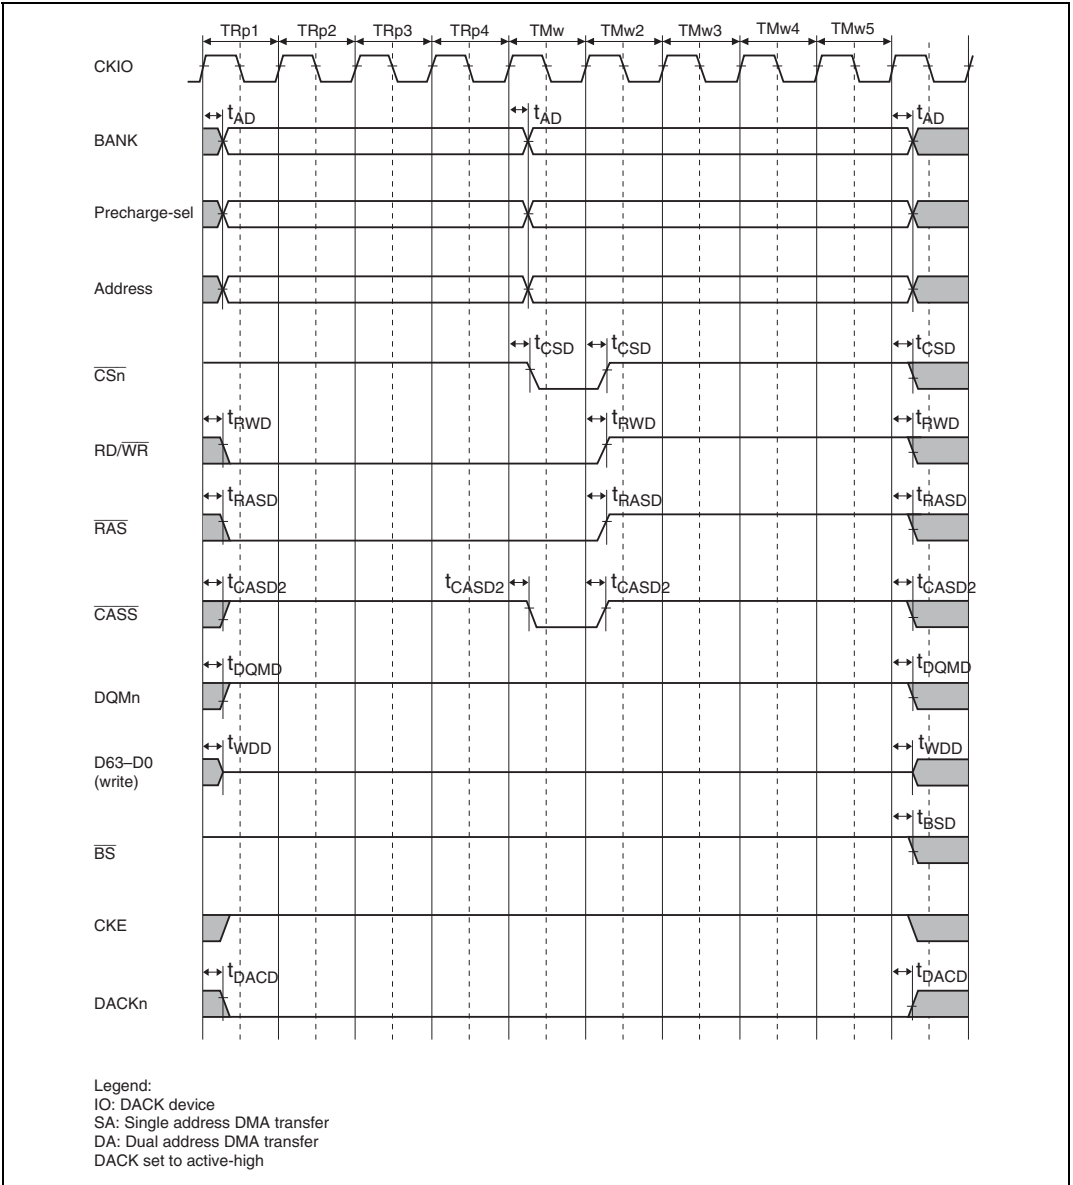 TRp1 TRp2 TRp3 TRp4 TMw TMw2 TMw3 TMw4 TMw5
CKIO
tAD tAD tAD
BANK
Precharge-sel
Address
tCSD tCSD tCSD
CSn
tRWD tRWD tRWD
RD/WR
tRASD tRASD tRASD
RAS
tCASD2 tCASD2 tCASD2 tCASD2
CASS
tDQMD tDQMD
DQMn
tWDD tWDD
D63–D0
(write)
tBSD
BS
CKE
tDACD tDACD
DACKn
Legend:
IO: DACK device
SA: Single address DMA transfer
DA: Dual address DMA transfer
DACK set to active-high